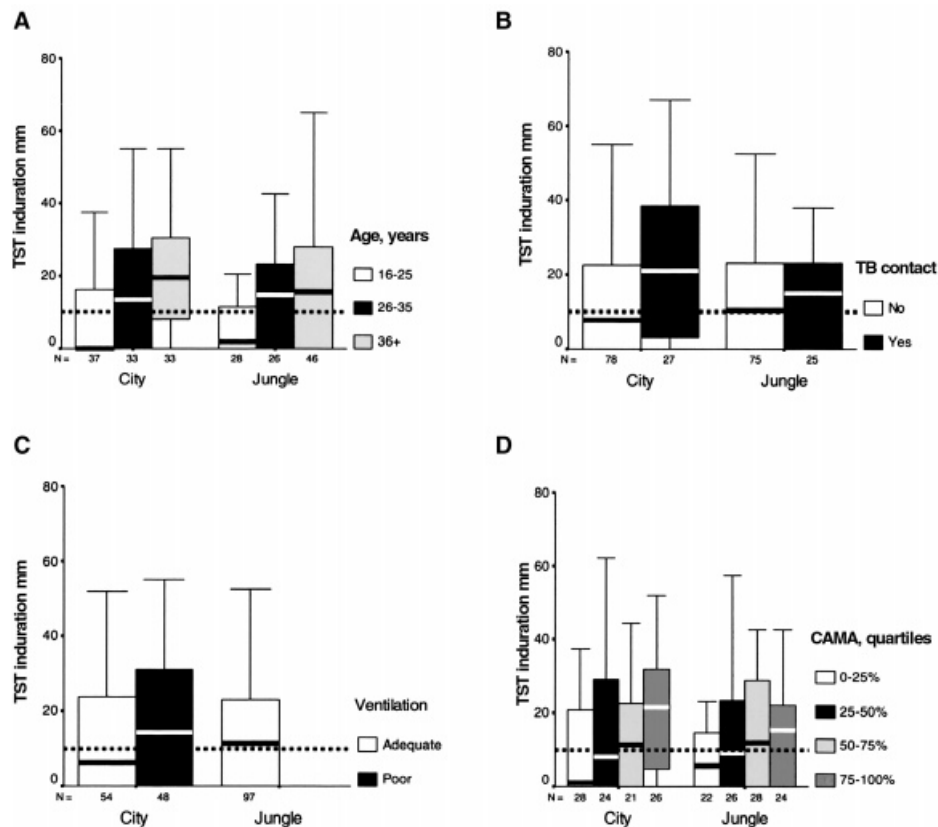 A
80
60
40
20
0
TST induration mm
Age, years
16-25
26-35
36+
N = 37 33 33 28 26 46
City Jungle
B
80
60
40
20
0
TST induration mm
TB contact
No
Yes
N = 78 27 75 25
City Jungle
C
80
60
40
20
0
TST induration mm
Ventilation
Adequate
Poor
N = 54 48 97
City Jungle
D
80
60
40
20
0
TST induration mm
CAMA, quartiles
0-25%
25-50%
50-75%
75-100%
N = 28 24 21 26 22 26 28 24
City Jungle